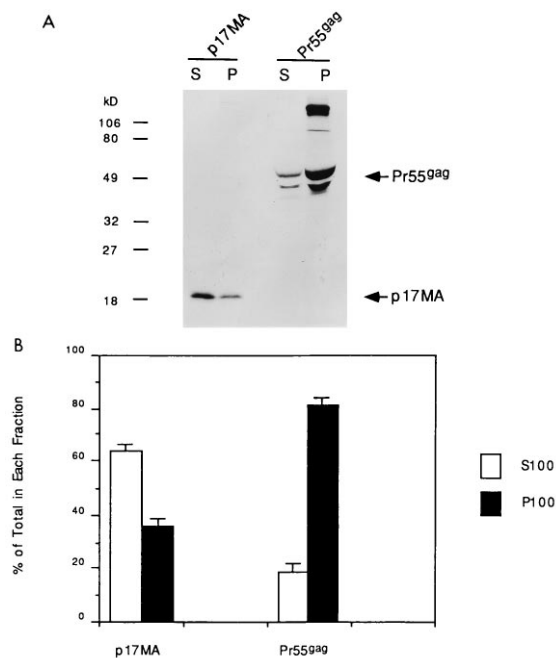 A
p17MA
Pr55gag
S P S P
kD
106
80
49
32
27
18
Pr55gag
p17MA
B
% of Total in Each Fraction
100
80
60
40
20
0
p17MA
Pr55gag
S100
P100